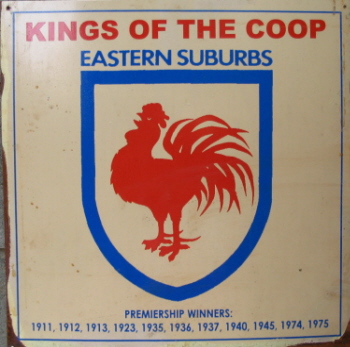 KINGS OF THE COOP
EASTERN SUBURBS
PREMIERSHIP WINNERS:
1911, 1912, 1913, 1923, 1935, 1936, 1937, 1940, 1945, 1974, 1975